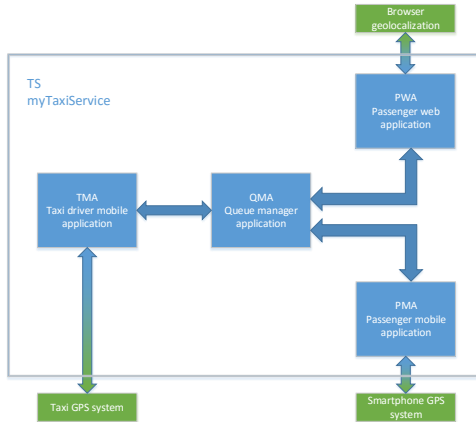 Browser
geolocalization
TS
myTaxiService
PWA
Passenger web
application
TMA
Taxi driver mobile
application
QMA
Queue manager
application
PMA
Passenger mobile
application
Taxi GPS system
Smartphone GPS
system